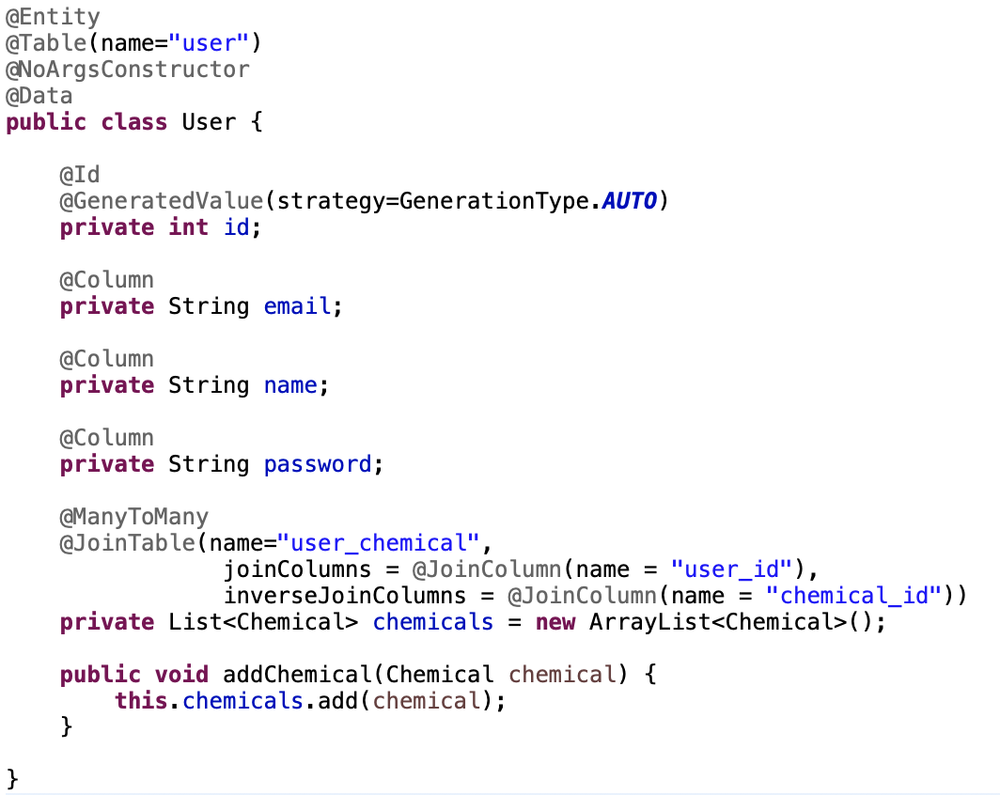 @Entity
@Table(name="user")
@NoArgsConstructor
@Data
public class User {
@Id
@GeneratedValue(strategy=GenerationType.AUTO)
private int id;
@Column
private String email;
@Column
private String name;
@Column
private String password;
@ManyToMany
@JoinTable(name="user_chemical",
joinColumns = @JoinColumn(name = "user_id"),
inverseJoinColumns = @JoinColumn(name = "chemical_id"))
private List<Chemical> chemicals = new ArrayList<Chemical>();
public void addChemical(Chemical chemical) {
this.chemicals.add(chemical);
}
}